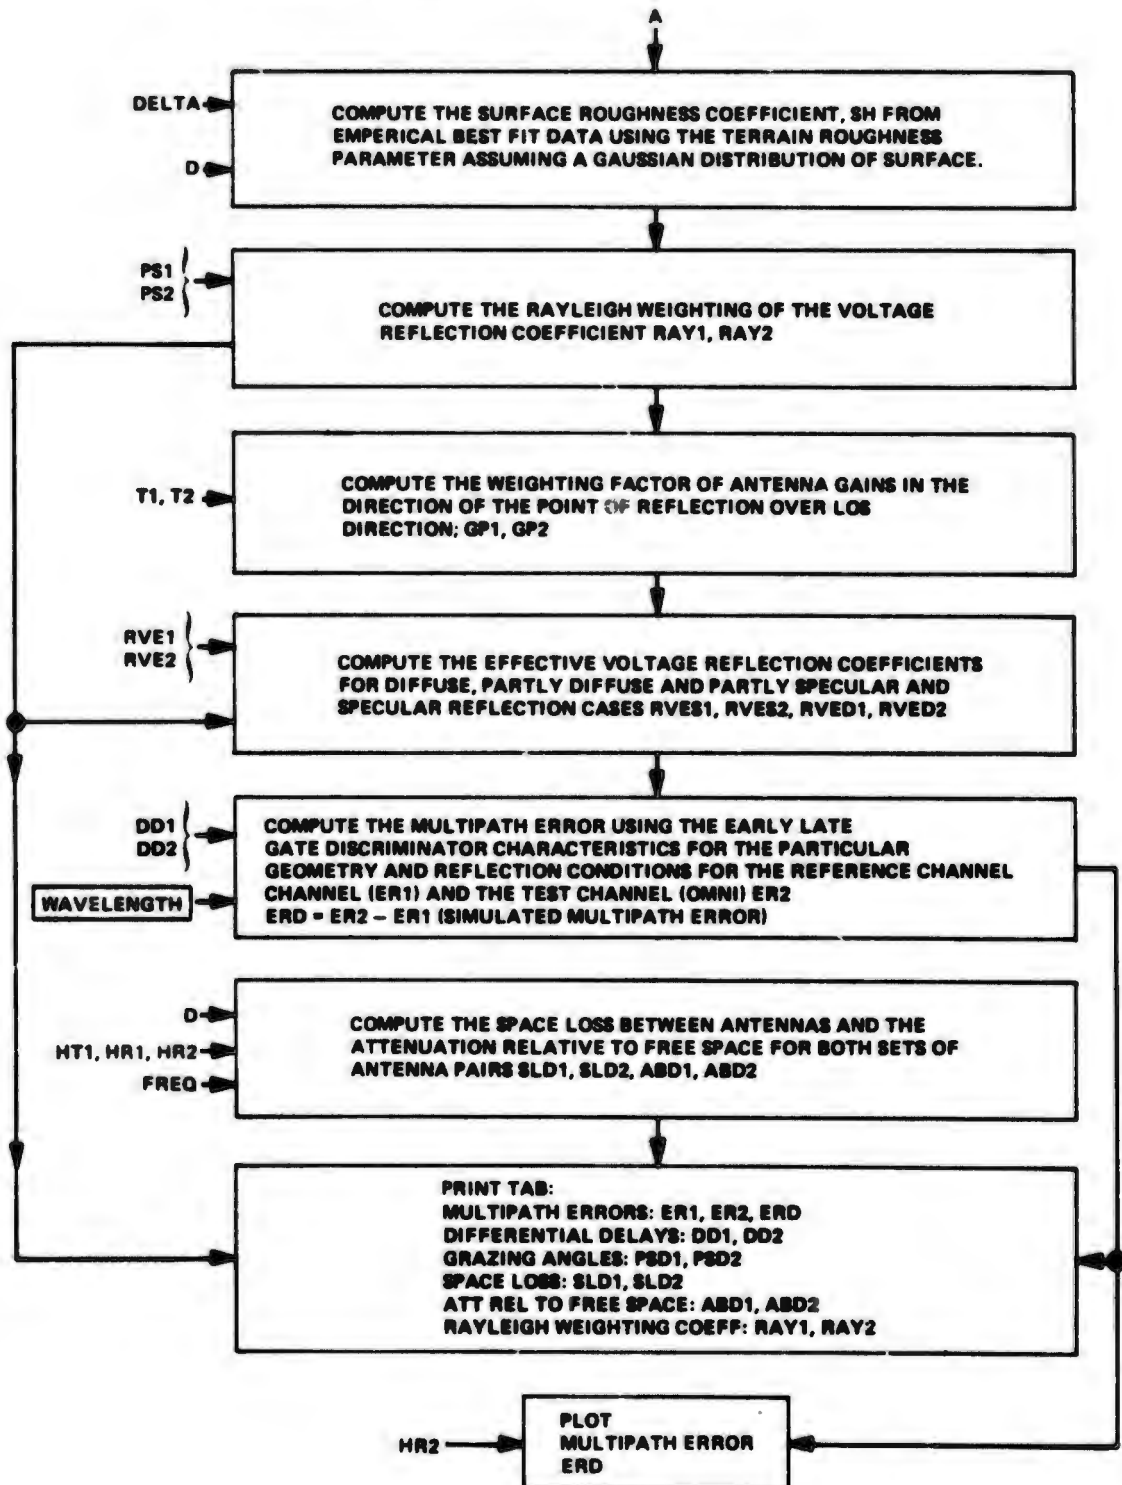 A
DELTA
D
COMPUTE THE SURFACE ROUGHNESS COEFFICIENT, SH FROM
EMPERICAL BEST FIT DATA USING THE TERRAIN ROUGHNESS
PARAMETER ASSUMING A GAUSSIAN DISTRIBUTION OF SURFACE.
PS1
PS2
COMPUTE THE RAYLEIGH WEIGHTING OF THE VOLTAGE
REFLECTION COEFFICIENT RAY1, RAY2
T1, T2
COMPUTE THE WEIGHTING FACTOR OF ANTENNA GAINS IN THE
DIRECTION OF THE POINT OF REFLECTION OVER LOS
DIRECTION; GP1, GP2
RVE1
RVE2
COMPUTE THE EFFECTIVE VOLTAGE REFLECTION COEFFICIENTS
FOR DIFFUSE, PARTLY DIFFUSE AND PARTLY SPECULAR AND
SPECULAR REFLECTION CASES RVES1, RVES2, RVED1, RVED2
DD1
DD2
WAVELENGTH
COMPUTE THE MULTIPATH ERROR USING THE EARLY LATE
GATE DISCRIMINATOR CHARACTERISTICS FOR THE PARTICULAR
GEOMETRY AND REFLECTION CONDITIONS FOR THE REFERENCE CHANNEL
CHANNEL (ER1) AND THE TEST CHANNEL (OMNI) ER2
ERD = ER2 – ER1 (SIMULATED MULTIPATH ERROR)
D
HT1, HR1, HR2
FREQ
COMPUTE THE SPACE LOSS BETWEEN ANTENNAS AND THE
ATTENUATION RELATIVE TO FREE SPACE FOR BOTH SETS OF
ANTENNA PAIRS SLD1, SLD2, ABD1, ABD2
PRINT TAB:
MULTIPATH ERRORS: ER1, ER2, ERD
DIFFERENTIAL DELAYS: DD1, DD2
GRAZING ANGLES: PSD1, PSD2
SPACE LOSS: SLD1, SLD2
ATT REL TO FREE SPACE: ABD1, ABD2
RAYLEIGH WEIGHTING COEFF: RAY1, RAY2
HR2
PLOT
MULTIPATH ERROR
ERD